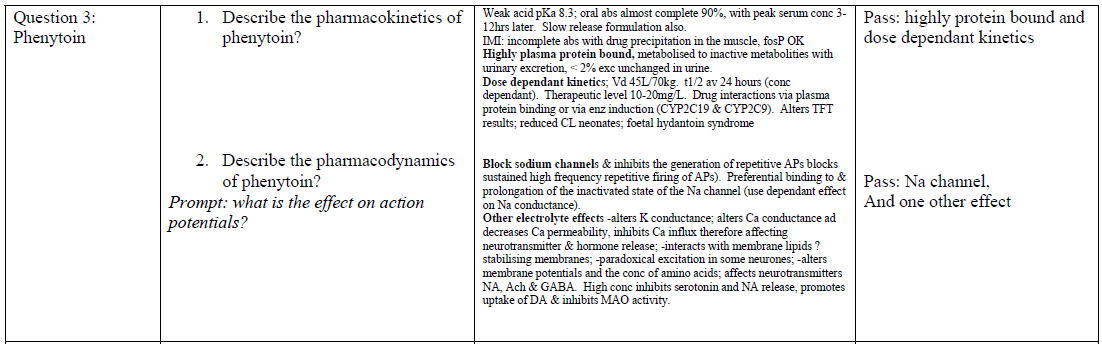 Question 3:
Phenytoin
1. Describe the pharmacokinetics of
phenytoin?
Weak acid pKa 8.3; oral abs almost complete 90%, with peak serum conc 3-
12hrs later. Slow release formulation also.
IMI: incomplete abs with drug precipitation in the muscle, fosP OK
Highly plasma protein bound, metabolised to inactive metabolities with
urinary excretion, < 2% exc unchanged in urine.
Dose dependant kinetics; Vd 45L/70kg. t1/2 av 24 hours (conc
dependant). Therapeutic level 10-20mg/L. Drug interactions via plasma
protein binding or via enz induction (CYP2C19 & CYP2C9). Alters TFT
results; reduced CL neonates; foetal hydantoin syndrome
Pass: highly protein bound and
dose dependant kinetics
2. Describe the pharmacodynamics
of phenytoin?
Prompt: what is the effect on action
potentials?
Block sodium channels & inhibits the generation of repetitive APs blocks
sustained high frequency repetitive firing of APs). Preferential binding to &
prolongation of the inactivated state of the Na channel (use dependant effect
on Na conductance).
Other electrolyte effects -alters K conductance; alters Ca conductance ad
decreases Ca permeability, inhibits Ca influx therefore affecting
neurotransmitter & hormone release; -interacts with membrane lipids ?
stabilising membranes; -paradoxical excitation in some neurones; -alters
membrane potentials and the conc of amino acids; affects neurotransmitters
NA, Ach & GABA. High conc inhibits serotonin and NA release, promotes
uptake of DA & inhibits MAO activity.
Pass: Na channel,
And one other effect